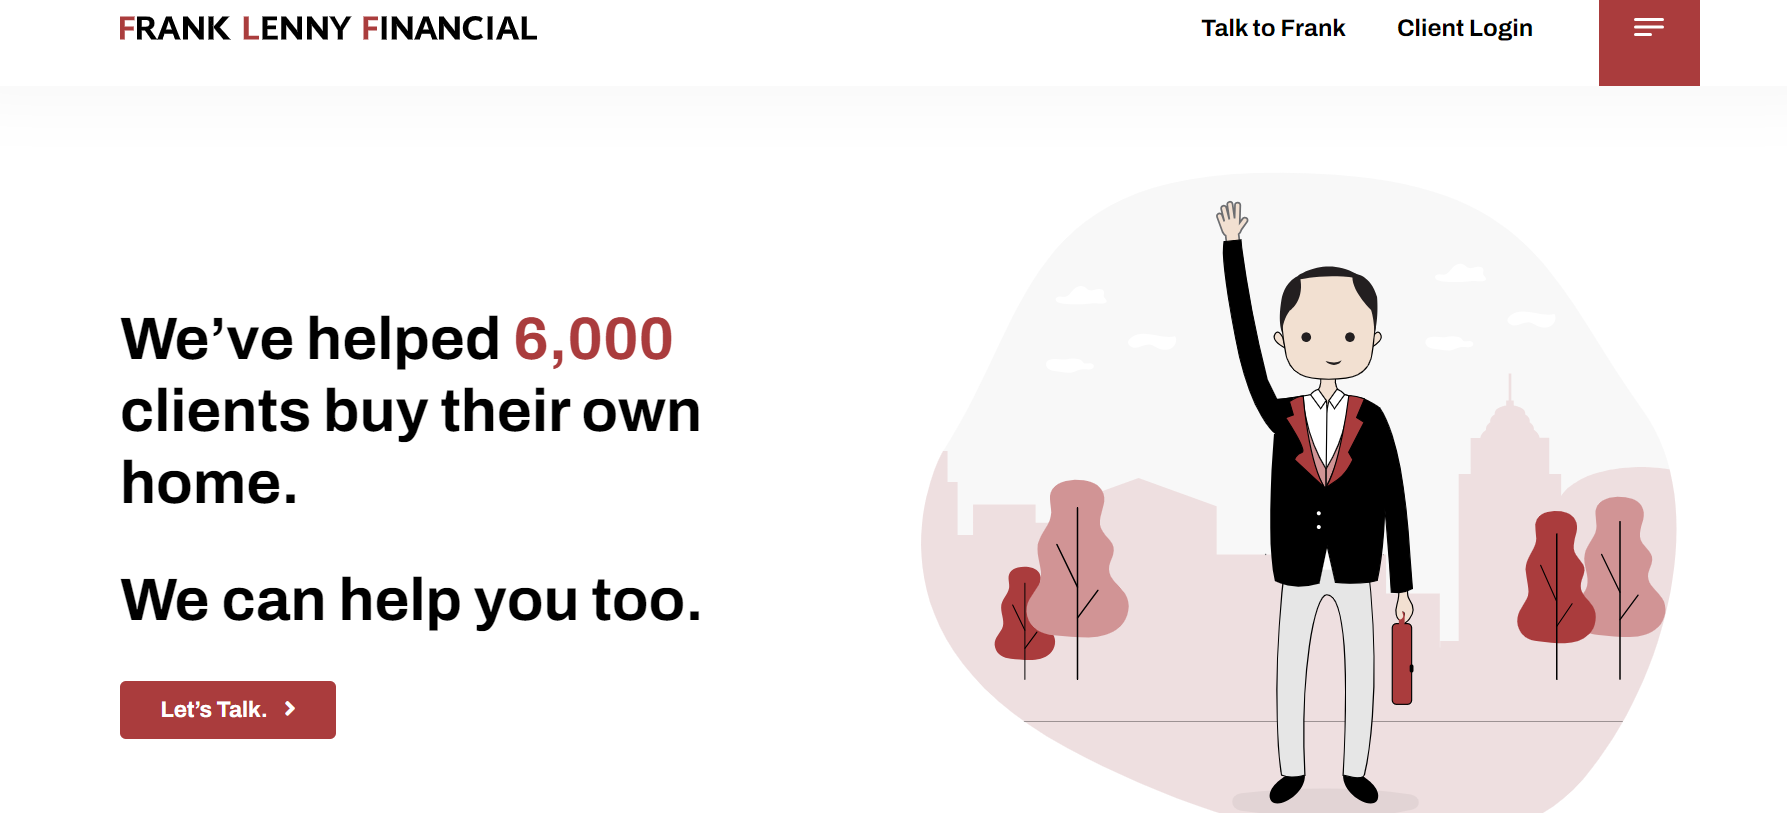 FRANK LENNY FINANCIAL
Talk to Frank
Client Login
We’ve helped 6,000
clients buy their own
home.
We can help you too.
Let’s Talk.